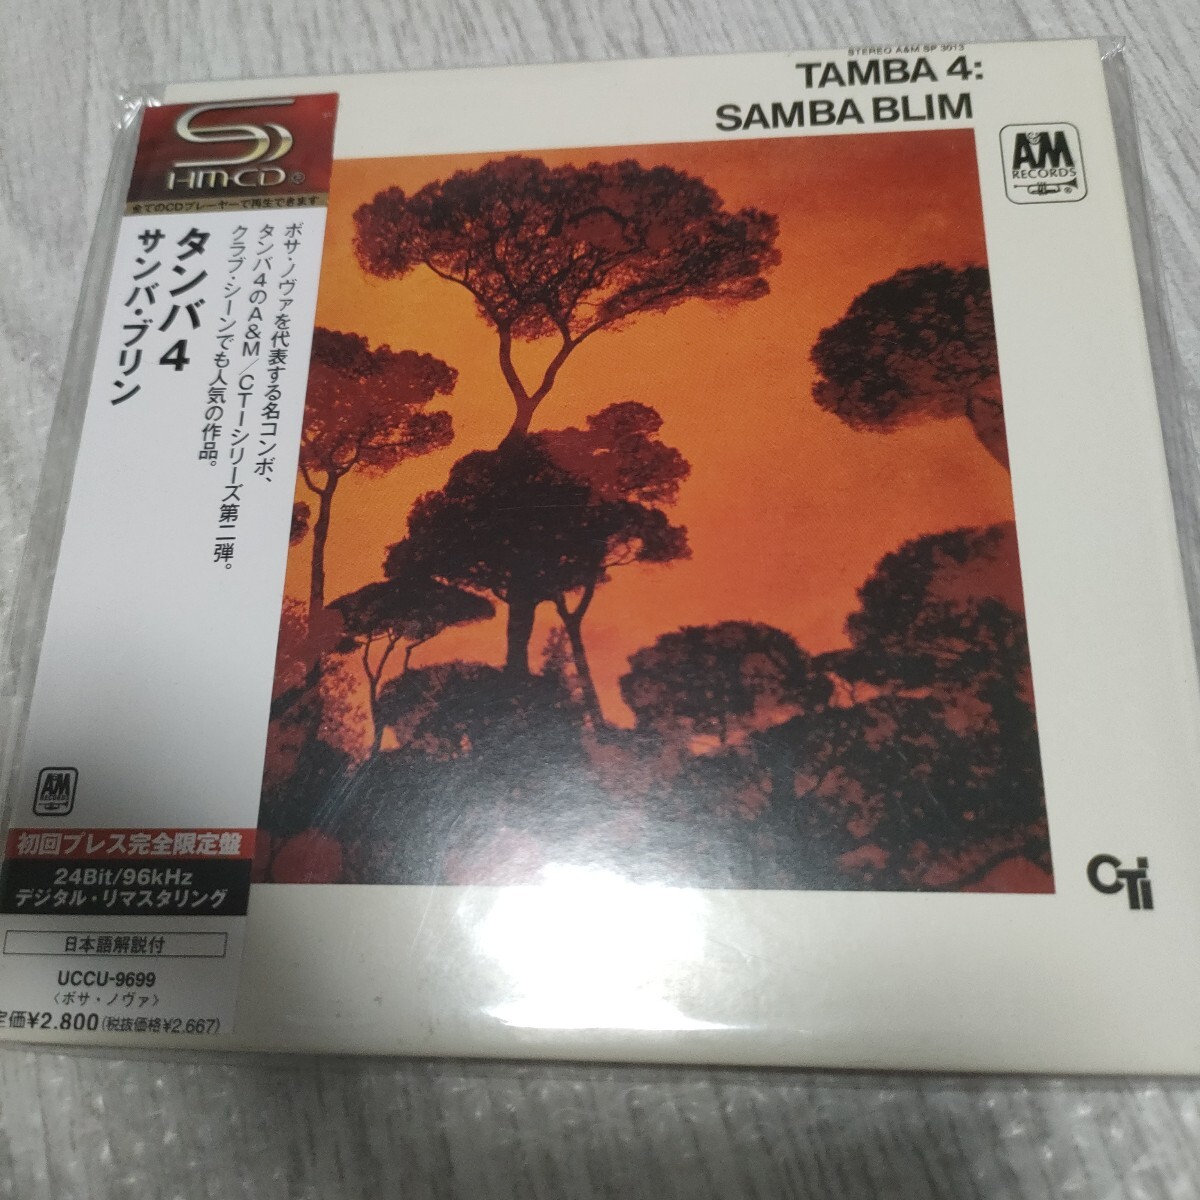 STEREO A&M SP 3013
TAMBA 4:
SAMBA BLIM
A&M
RECORDS
®
SHM-CD
全てのCDプレーヤーで再生できます
タンバ4
サンバ・ブリン
ボサ・ノヴァを代表する名コンボ、
タンバ4のA&M/CTIシリーズ第二弾。
クラブ・シーンでも人気の作品。
A&M
RECORDS
初回プレス完全限定盤
24Bit/96kHz
デジタル・リマスタリング
日本語解説付
UCCU-9699
〈ボサ・ノヴァ〉
定価¥2,800(税抜価格¥2,667)
CTi